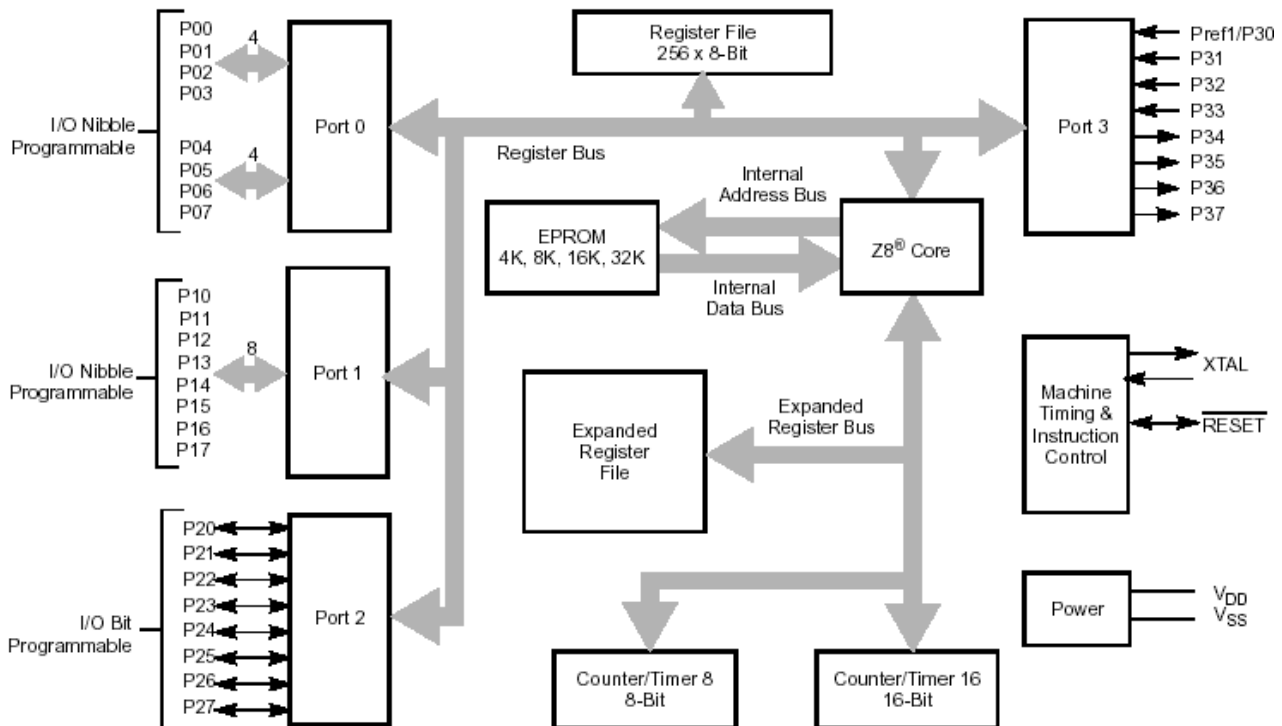 P00
P01
P02
P03
4
I/O Nibble
Programmable
P04
P05
P06
P07
4
Port 0
Register File
256 x 8-Bit
Register Bus
Port 3
Pref1/P30
P31
P32
P33
P34
P35
P36
P37
Internal
Address Bus
EPROM
4K, 8K, 16K, 32K
Z8® Core
Internal
Data Bus
P10
P11
P12
P13
P14
P15
P16
P17
8
I/O Nibble
Programmable
Port 1
Expanded
Register
File
Expanded
Register Bus
Machine
Timing &
Instruction
Control
XTAL
RESET
P20
P21
P22
P23
P24
P25
P26
P27
I/O Bit
Programmable
Port 2
Power
VDD
VSS
Counter/Timer 8
8-Bit
Counter/Timer 16
16-Bit